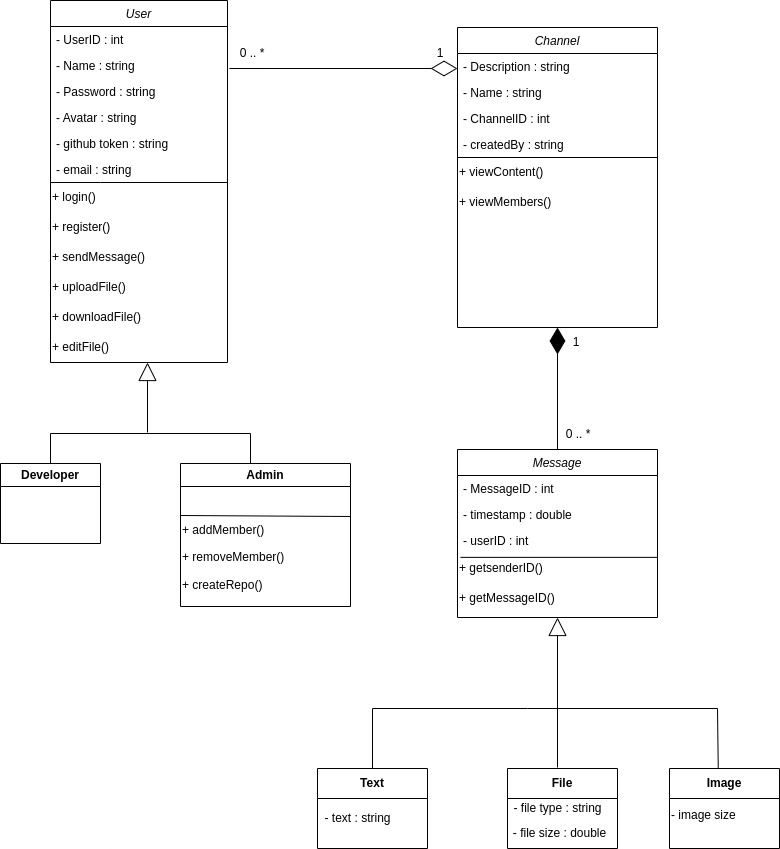 User
- UserID : int
- Name : string
- Password : string
- Avatar : string
- github token : string
- email : string
+ login()
+ register()
+ sendMessage()
+ uploadFile()
+ downloadFile()
+ editFile()
0 .. *
1
Channel
- Description : string
- Name : string
- ChannelID : int
- createdBy : string
+ viewContent()
+ viewMembers()
1
0 .. *
Developer
Admin
+ addMember()
+ removeMember()
+ createRepo()
Message
- MessageID : int
- timestamp : double
- userID : int
+ getsenderID()
+ getMessageID()
Text
- text : string
File
- file type : string
- file size : double
Image
- image size